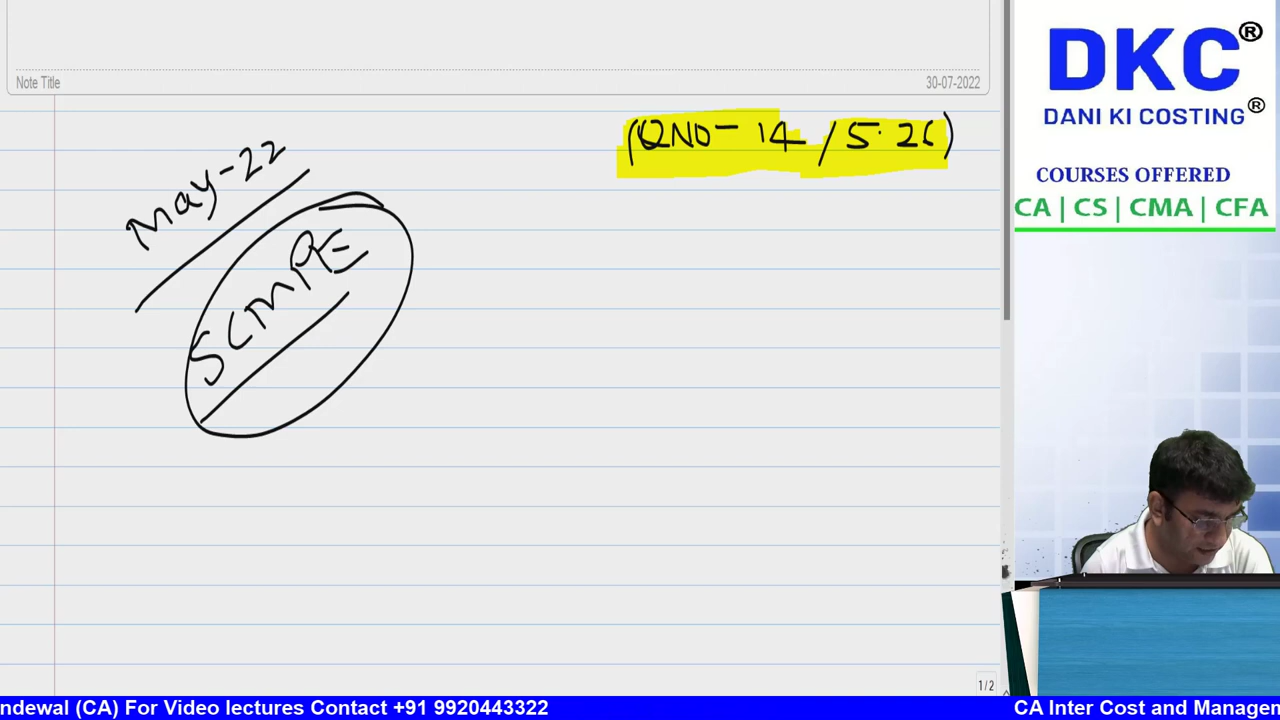 Note Title
30-07-2022
(QNO - 14 / 5.26)
May-22
SCMPE
1/2
DKC®
DANI KI COSTING®
COURSES OFFERED
CA | CS | CMA | CFA
ndewal (CA) For Video lectures Contact +91 9920443322
CA Inter Cost and Managen